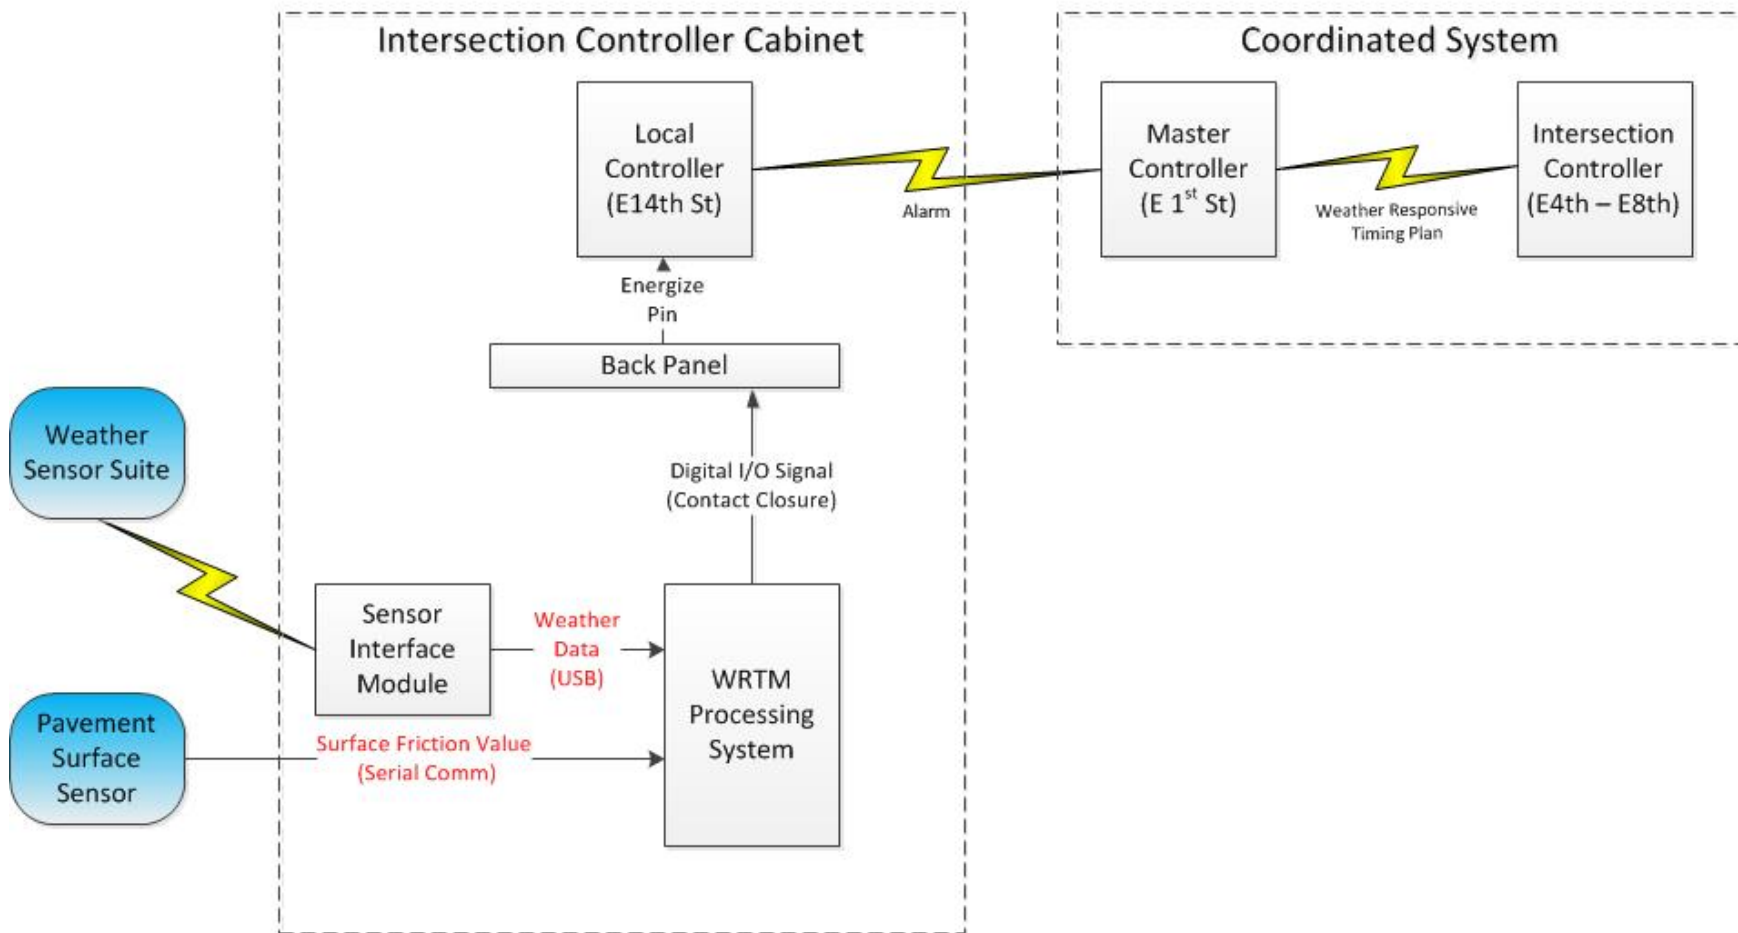 Intersection Controller Cabinet
Coordinated System
Local
Controller
(E14th St)
Alarm
Master
Controller
(E 1st St)
Weather Responsive
Timing Plan
Intersection
Controller
(E4th – E8th)
Energize
Pin
Back Panel
Weather
Sensor Suite
Digital I/O Signal
(Contact Closure)
Sensor
Interface
Module
Weather
Data
(USB)
WRTM
Processing
System
Pavement
Surface
Sensor
Surface Friction Value
(Serial Comm)